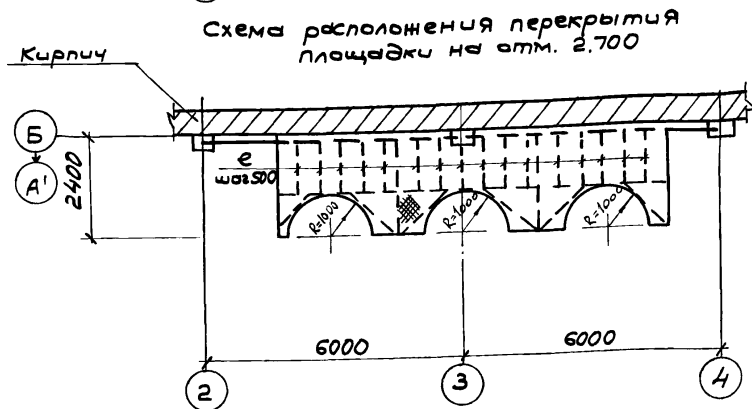 Схема расположения перекрытия
площадки на отм. 2.700
Кирпич
Б
А'
2400
е
шаг500
R=1000
R=1000
R=1000
6000
6000
2
3
4